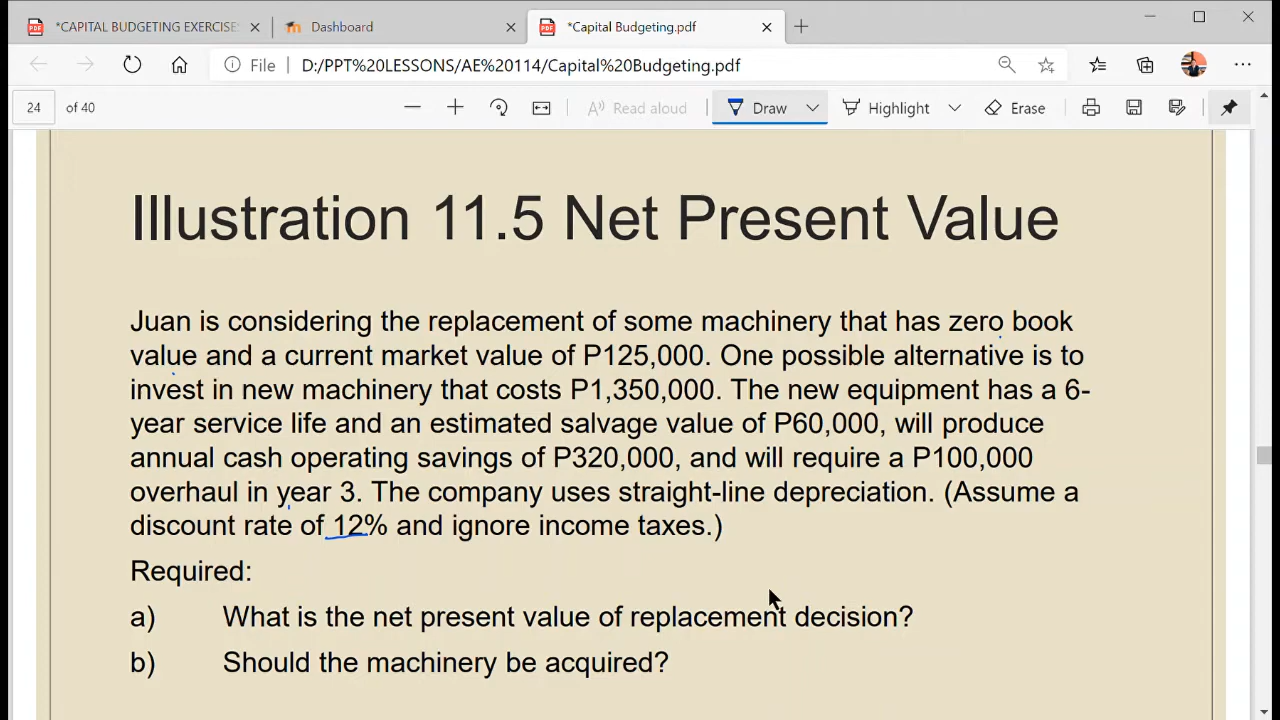 *CAPITAL BUDGETING EXERCISE
Dashboard
*Capital Budgeting.pdf
File
D:/PPT%20LESSONS/AE%20114/Capital%20Budgeting.pdf
24 of 40
Read aloud
Draw
Highlight
Erase
Illustration 11.5 Net Present Value
Juan is considering the replacement of some machinery that has zero book
value and a current market value of P125,000. One possible alternative is to
invest in new machinery that costs P1,350,000. The new equipment has a 6-
year service life and an estimated salvage value of P60,000, will produce
annual cash operating savings of P320,000, and will require a P100,000
overhaul in year 3. The company uses straight-line depreciation. (Assume a
discount rate of 12% and ignore income taxes.)
Required:
a) What is the net present value of replacement decision?
b) Should the machinery be acquired?